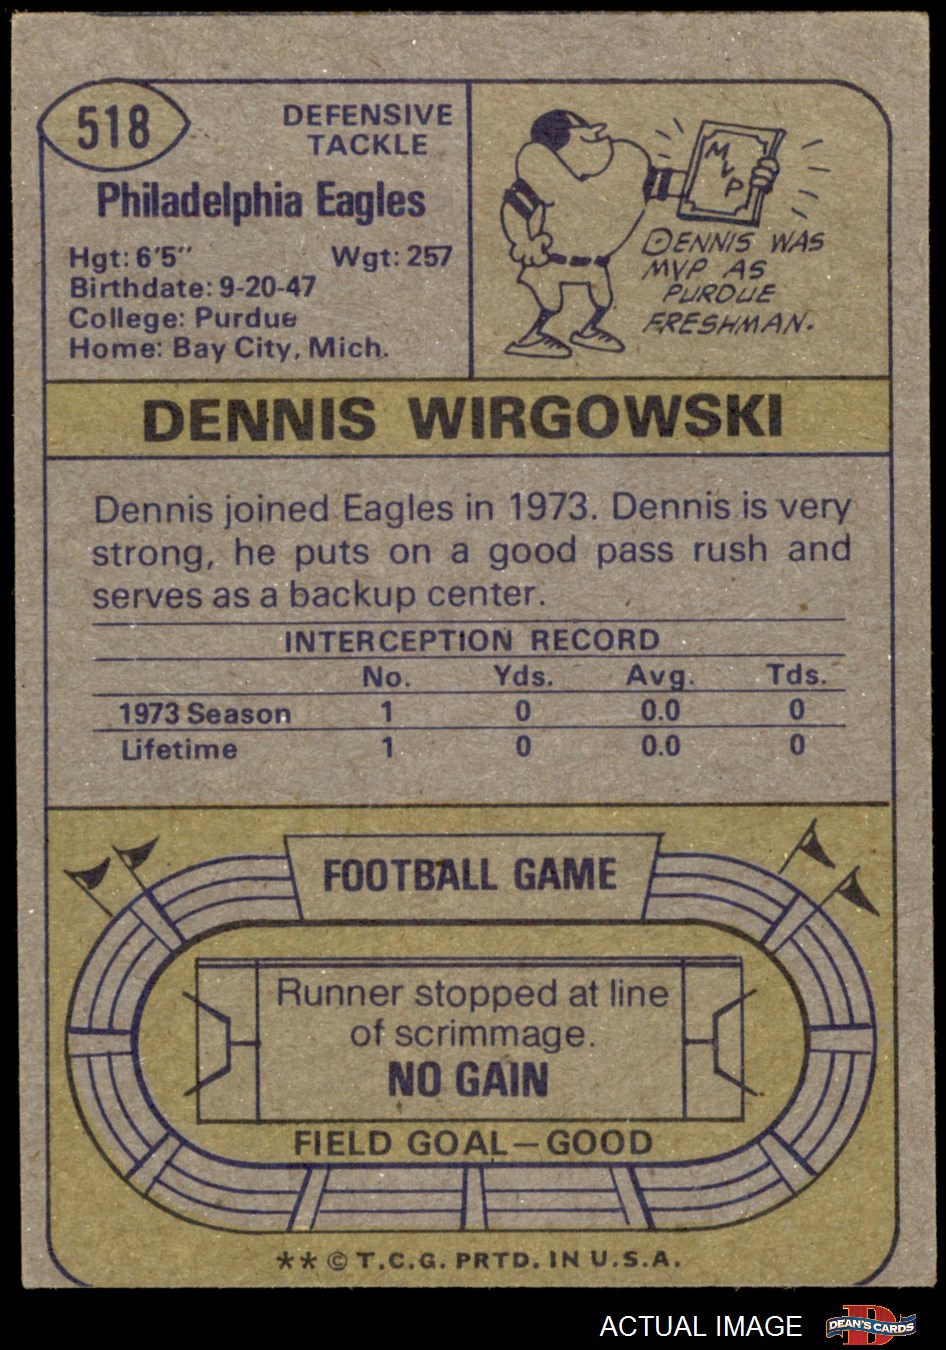 518
DEFENSIVE
TACKLE
Philadelphia Eagles
Hgt: 6'5" Wgt: 257
Birthdate: 9-20-47
College: Purdue
Home: Bay City, Mich.
MVP
DENNIS WAS
MVP AS
PURDUE
FRESHMAN.
DENNIS WIRGOWSKI
Dennis joined Eagles in 1973. Dennis is very
strong, he puts on a good pass rush and
serves as a backup center.
INTERCEPTION RECORD
No. Yds. Avg. Tds.
1973 Season 1 0 0.0 0
Lifetime 1 0 0.0 0
FOOTBALL GAME
Runner stopped at line
of scrimmage.
NO GAIN
FIELD GOAL—GOOD
** © T.C.G. PRTD. IN U.S.A.
ACTUAL IMAGE
D
DEAN'S CARDS